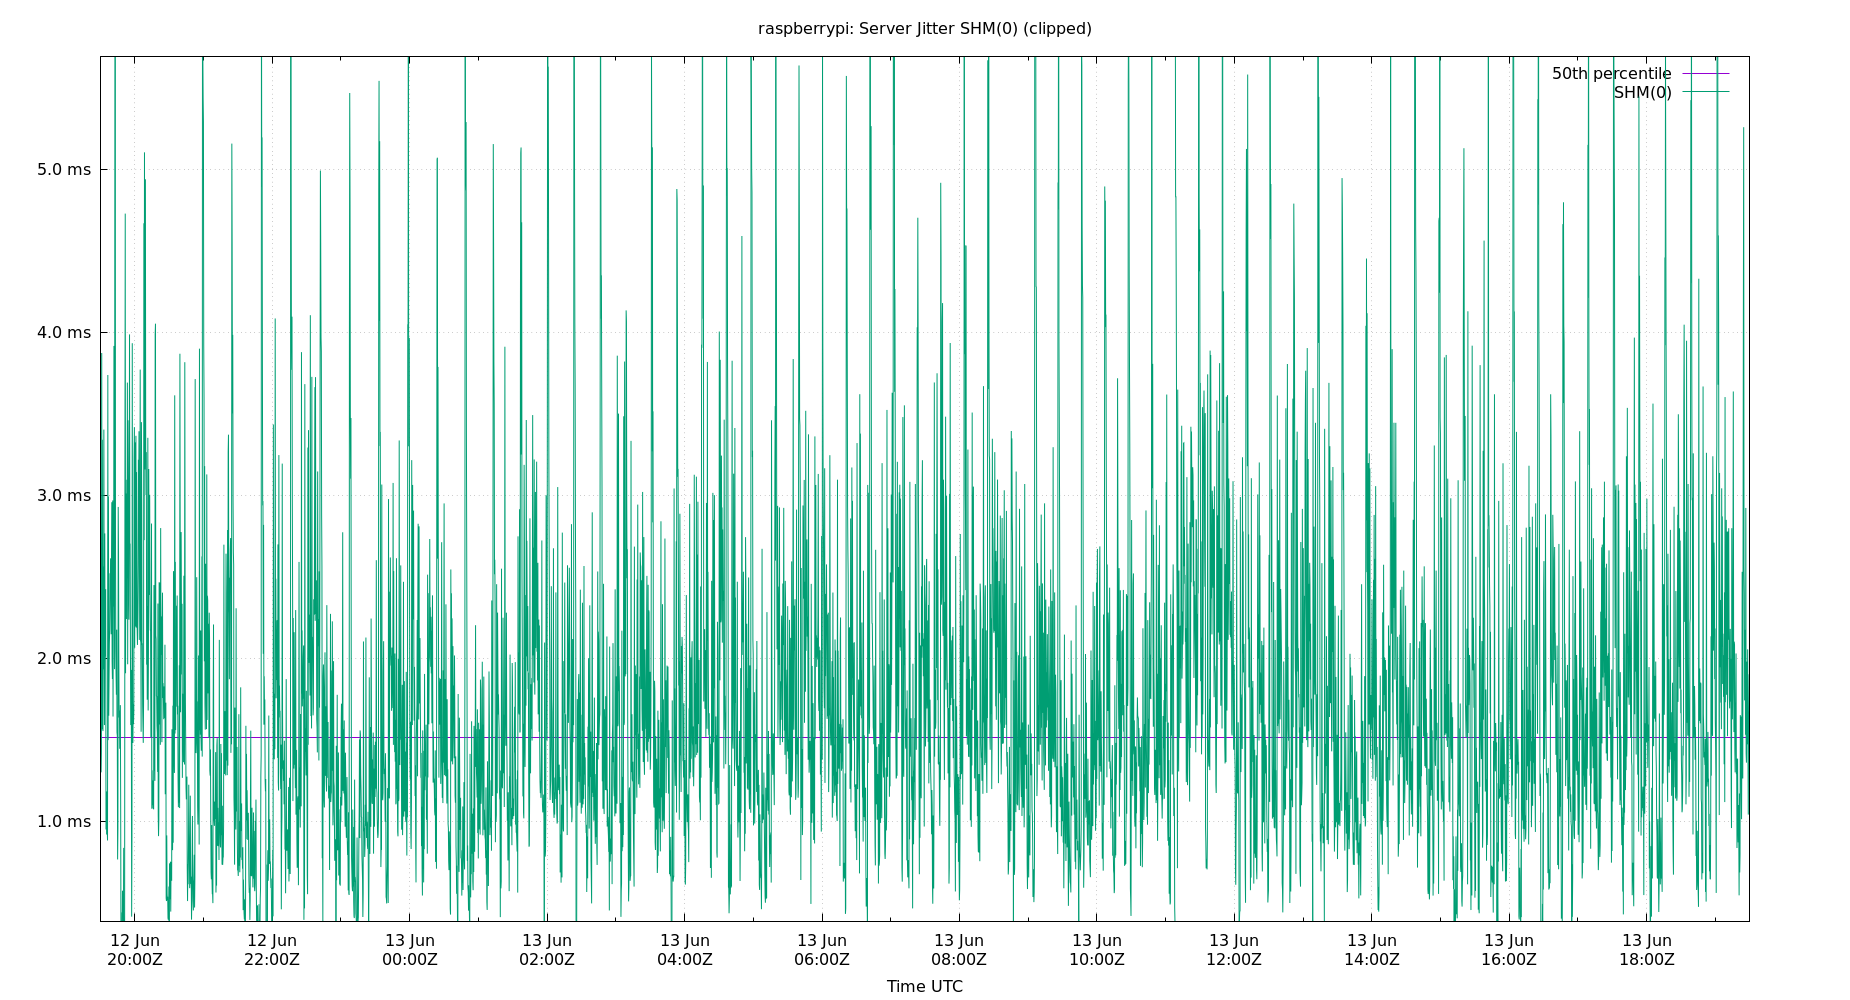 raspberrypi: Server Jitter SHM(0) (clipped)
50th percentile
SHM(0)
5.0 ms
4.0 ms
3.0 ms
2.0 ms
1.0 ms
12 Jun 12 Jun 13 Jun 13 Jun 13 Jun 13 Jun 13 Jun 13 Jun 13 Jun 13 Jun 13 Jun 13 Jun
20:00Z 22:00Z 00:00Z 02:00Z 04:00Z 06:00Z 08:00Z 10:00Z 12:00Z 14:00Z 16:00Z 18:00Z
Time UTC